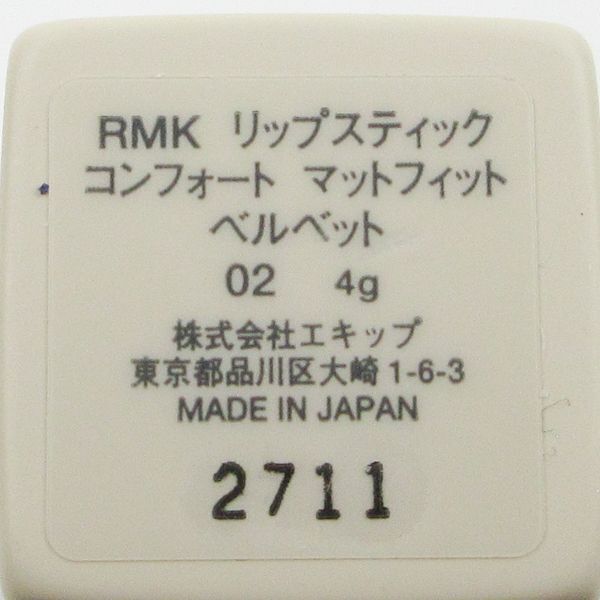 RMK リップスティック
コンフォート マットフィット
ベルベット
02 4g
株式会社エキップ
東京都品川区大崎1-6-3
MADE IN JAPAN
2711